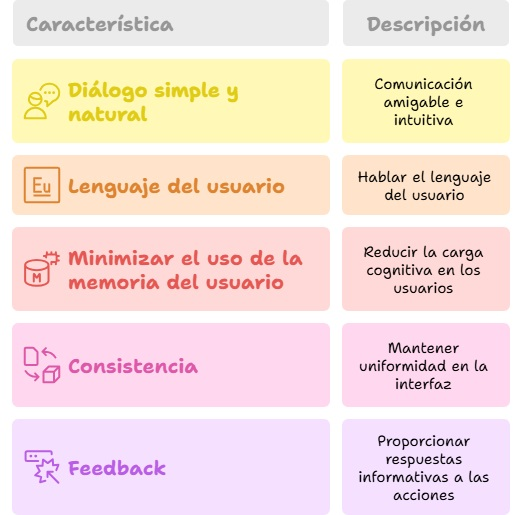 Característica
Descripción
Diálogo simple y
natural
Comunicación
amigable e
intuitiva
Eu
Lenguaje del usuario
Hablar el lenguaje
del usuario
M
Minimizar el uso de la
memoria del usuario
Reducir la carga
cognitiva en los
usuarios
Consistencia
Mantener
uniformidad en la
interfaz
Feedback
Proporcionar
respuestas
informativas a las
acciones